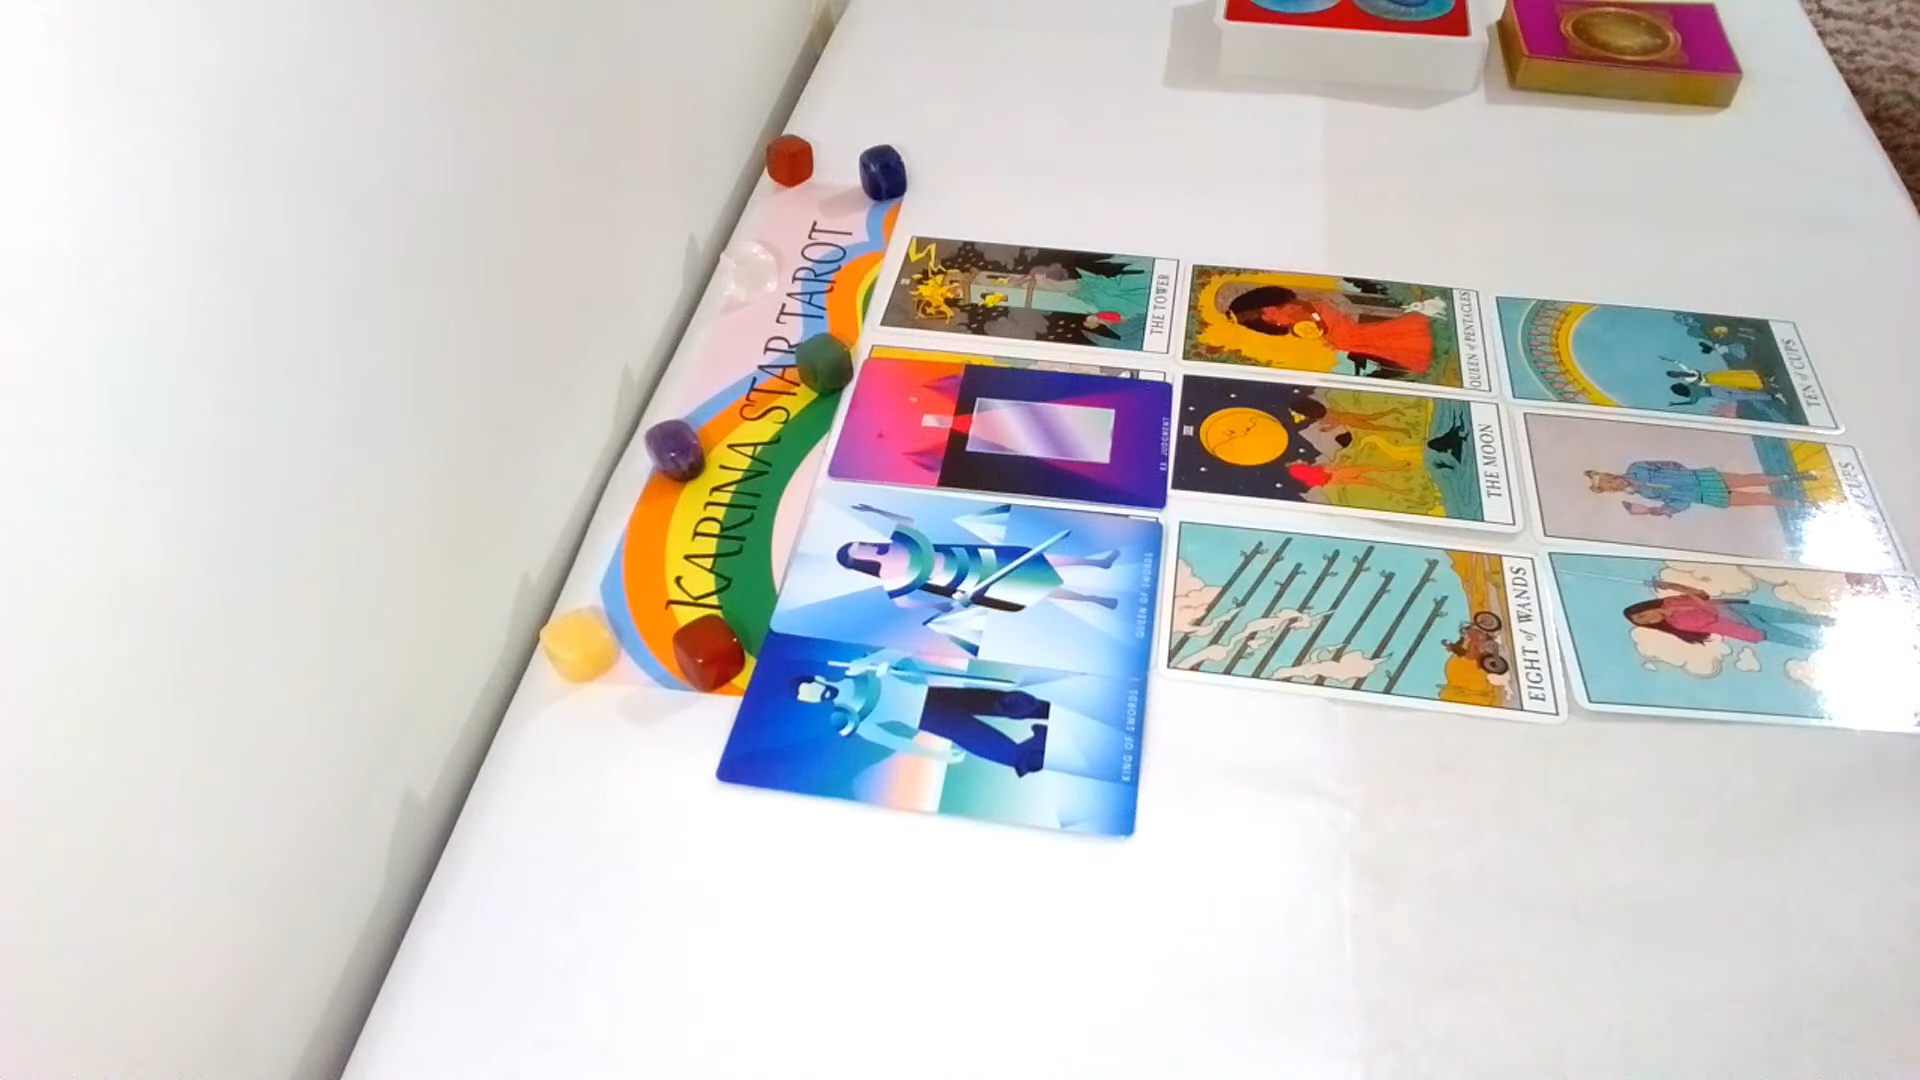 KARINA STAR TAROT
THE TOWER
QUEEN of PENTACLES
TEN of CUPS
XX JUDGMENT
THE MOON
CUPS
QUEEN OF SWORDS
EIGHT of WANDS
KING OF SWORDS